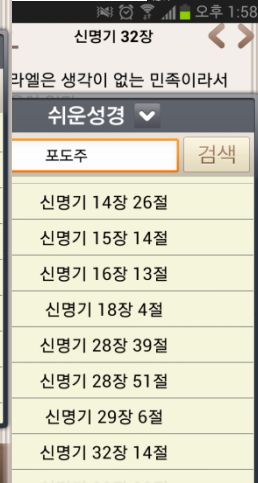 오후 1:58
신명기 32장
라엘은 생각이 없는 민족이라서
쉬운성경
포도주 검색
신명기 14장 26절
신명기 15장 14절
신명기 16장 13절
신명기 18장 4절
신명기 28장 39절
신명기 28장 51절
신명기 29장 6절
신명기 32장 14절